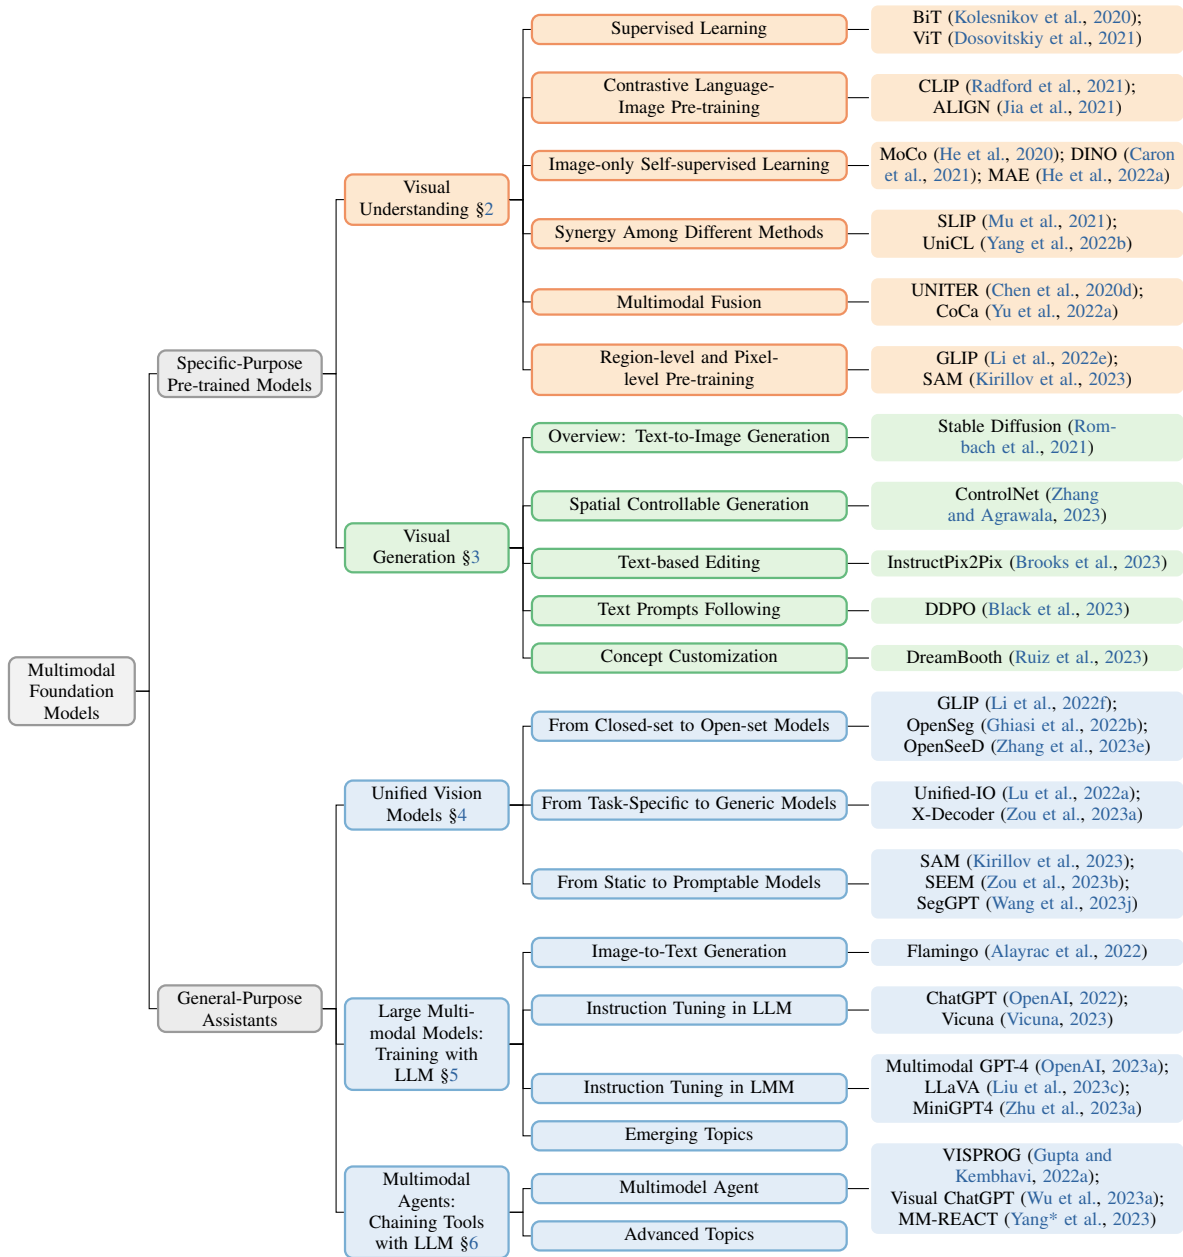 Multimodal
Foundation
Models
Specific-Purpose
Pre-trained Models
Visual
Understanding §2
Supervised Learning
BiT (Kolesnikov et al., 2020);
ViT (Dosovitskiy et al., 2021)
Contrastive Language-
Image Pre-training
CLIP (Radford et al., 2021);
ALIGN (Jia et al., 2021)
Image-only Self-supervised Learning
MoCo (He et al., 2020); DINO (Caron
et al., 2021); MAE (He et al., 2022a)
Synergy Among Different Methods
SLIP (Mu et al., 2021);
UniCL (Yang et al., 2022b)
Multimodal Fusion
UNITER (Chen et al., 2020d);
CoCa (Yu et al., 2022a)
Region-level and Pixel-
level Pre-training
GLIP (Li et al., 2022e);
SAM (Kirillov et al., 2023)
Visual
Generation §3
Overview: Text-to-Image Generation
Stable Diffusion (Rom-
bach et al., 2021)
Spatial Controllable Generation
ControlNet (Zhang
and Agrawala, 2023)
Text-based Editing
InstructPix2Pix (Brooks et al., 2023)
Text Prompts Following
DDPO (Black et al., 2023)
Concept Customization
DreamBooth (Ruiz et al., 2023)
General-Purpose
Assistants
Unified Vision
Models §4
From Closed-set to Open-set Models
GLIP (Li et al., 2022f);
OpenSeg (Ghiasi et al., 2022b);
OpenSeeD (Zhang et al., 2023e)
From Task-Specific to Generic Models
Unified-IO (Lu et al., 2022a);
X-Decoder (Zou et al., 2023a)
From Static to Promptable Models
SAM (Kirillov et al., 2023);
SEEM (Zou et al., 2023b);
SegGPT (Wang et al., 2023j)
Large Multi-
modal Models:
Training with
LLM §5
Image-to-Text Generation
Flamingo (Alayrac et al., 2022)
Instruction Tuning in LLM
ChatGPT (OpenAI, 2022);
Vicuna (Vicuna, 2023)
Instruction Tuning in LMM
Multimodal GPT-4 (OpenAI, 2023a);
LLaVA (Liu et al., 2023c);
MiniGPT4 (Zhu et al., 2023a)
Emerging Topics
Multimodal
Agents:
Chaining Tools
with LLM §6
Multimodel Agent
VISPROG (Gupta and
Kembhavi, 2022a);
Visual ChatGPT (Wu et al., 2023a);
MM-REACT (Yang* et al., 2023)
Advanced Topics